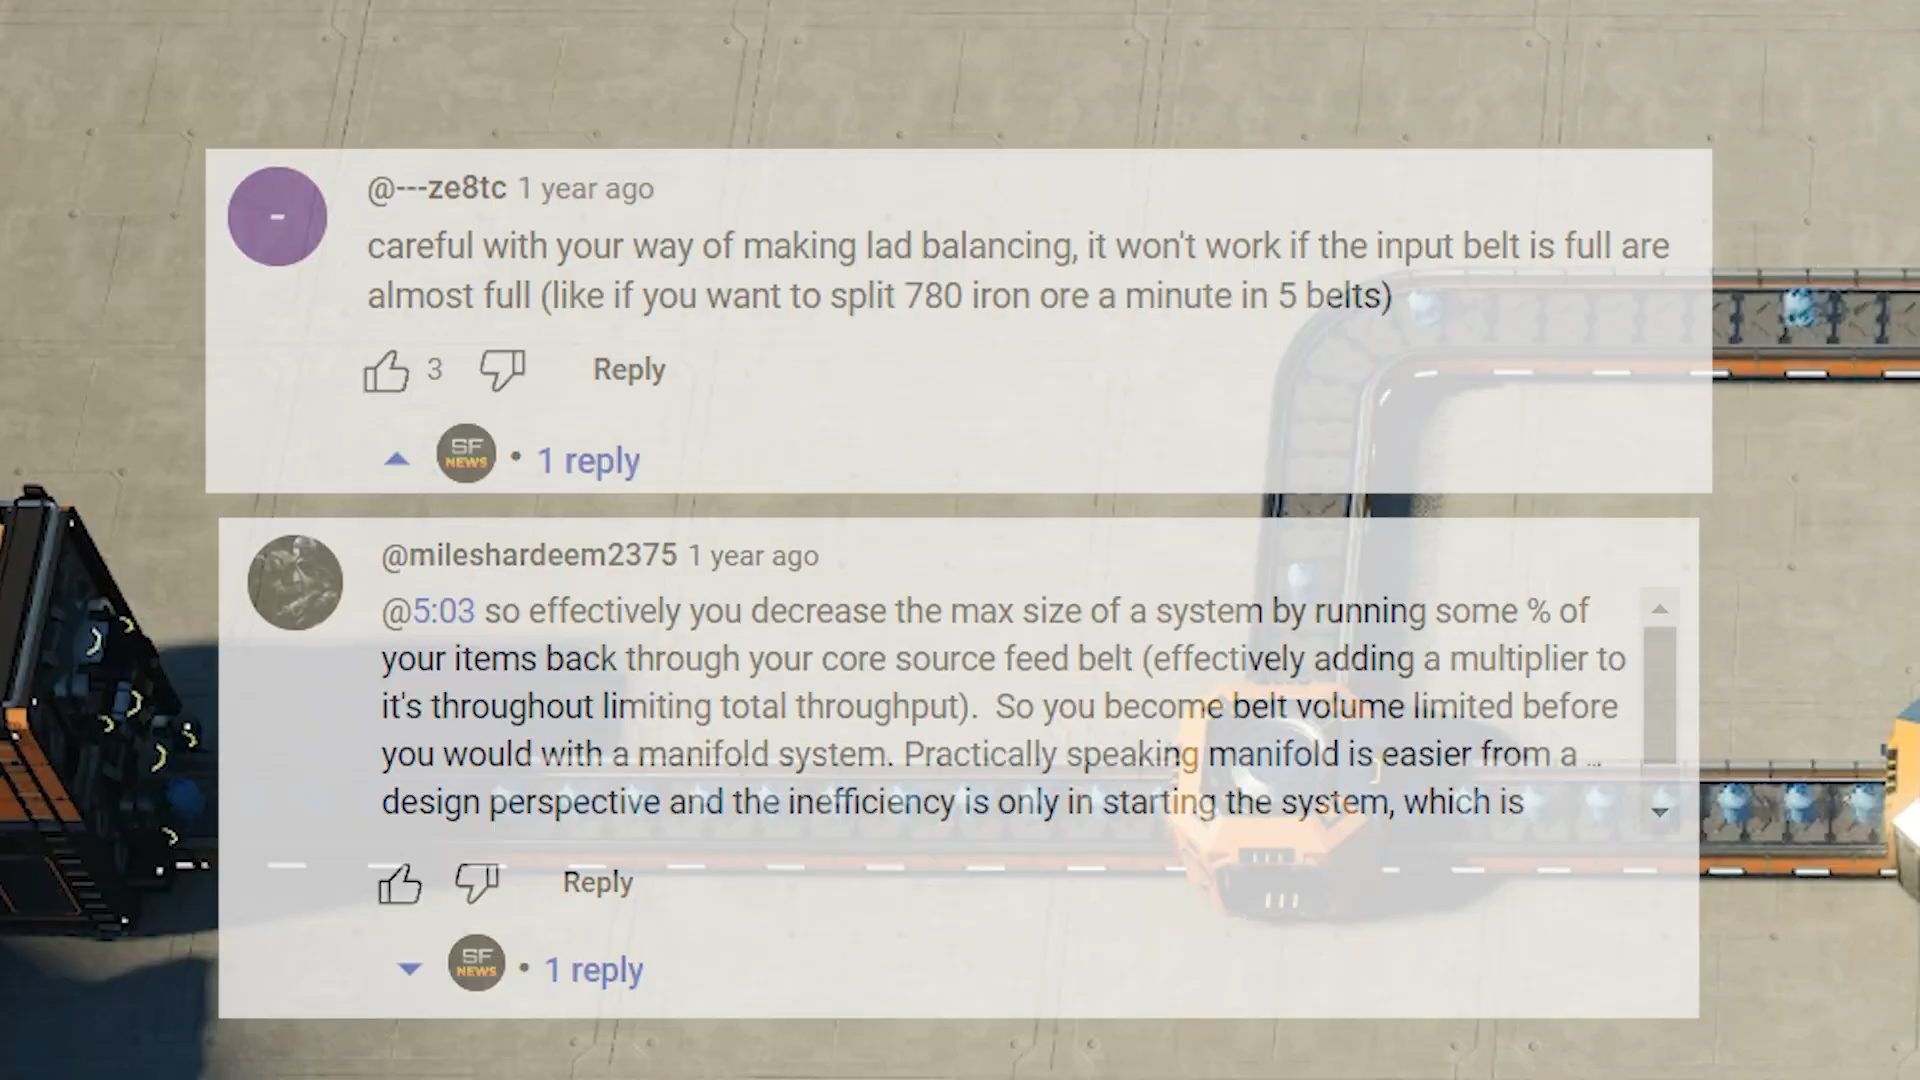 -
@---ze8tc 1 year ago
careful with your way of making lad balancing, it won't work if the input belt is full are
almost full (like if you want to split 780 iron ore a minute in 5 belts)
3 Reply
SF
NEWS
• 1 reply
@mileshardeem2375 1 year ago
@5:03 so effectively you decrease the max size of a system by running some % of
your items back through your core source feed belt (effectively adding a multiplier to
it's throughout limiting total throughput). So you become belt volume limited before
you would with a manifold system. Practically speaking manifold is easier from a ...
design perspective and the inefficiency is only in starting the system, which is
Reply
SF
NEWS
• 1 reply